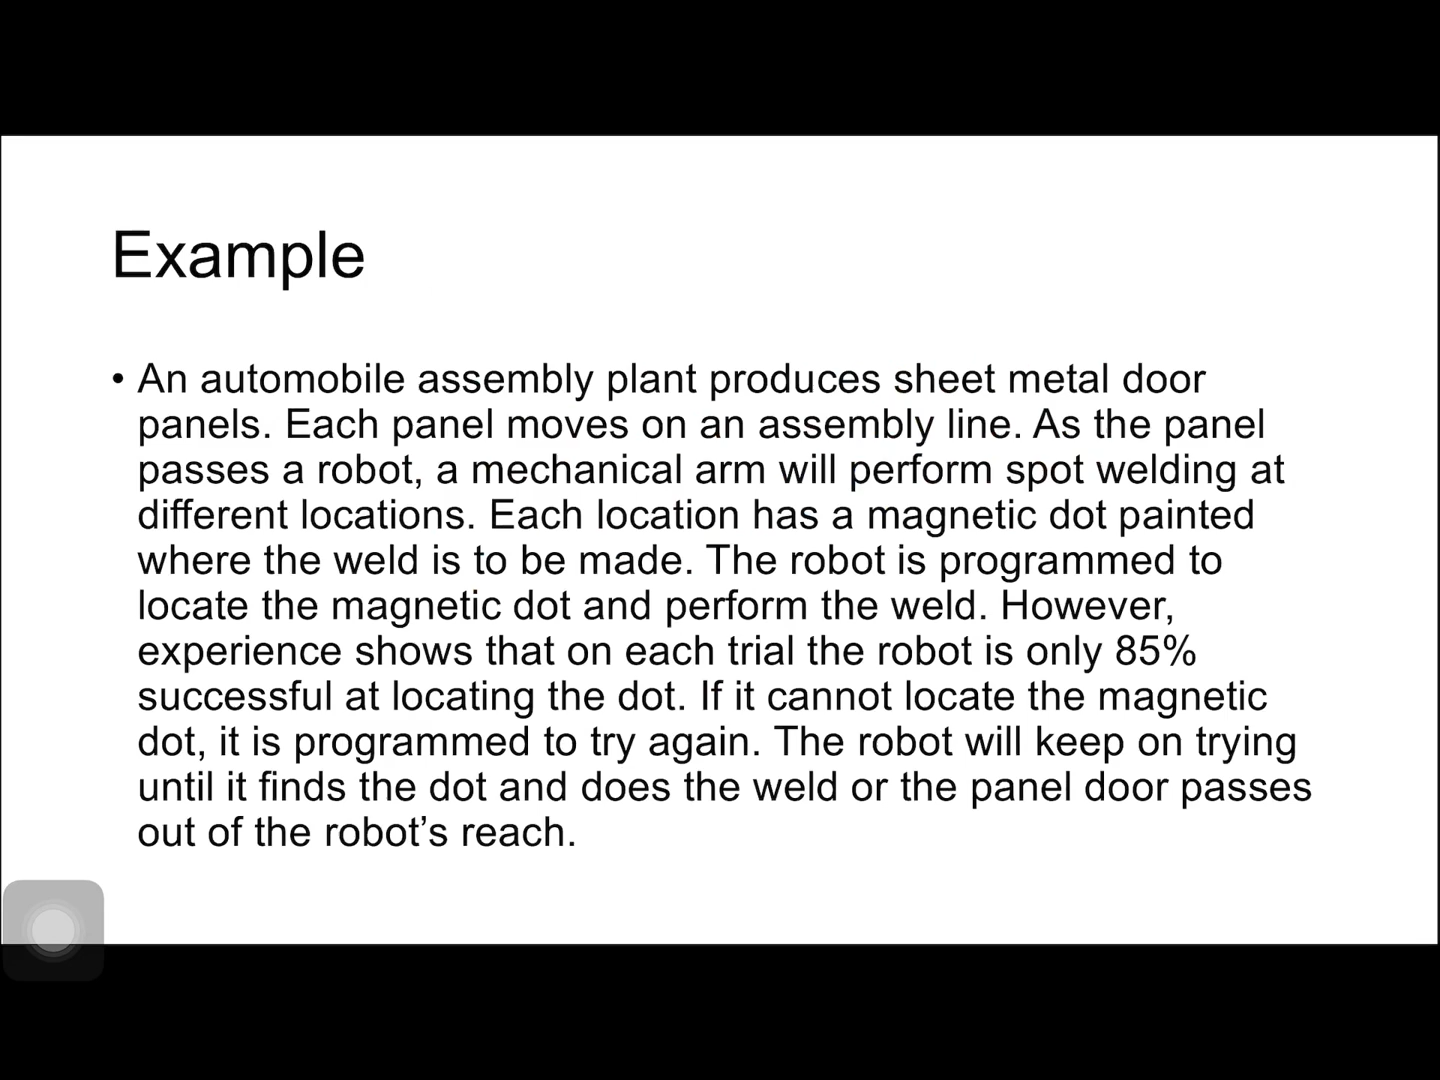 Example
• An automobile assembly plant produces sheet metal door
panels. Each panel moves on an assembly line. As the panel
passes a robot, a mechanical arm will perform spot welding at
different locations. Each location has a magnetic dot painted
where the weld is to be made. The robot is programmed to
locate the magnetic dot and perform the weld. However,
experience shows that on each trial the robot is only 85%
successful at locating the dot. If it cannot locate the magnetic
dot, it is programmed to try again. The robot will keep on trying
until it finds the dot and does the weld or the panel door passes
out of the robot’s reach.